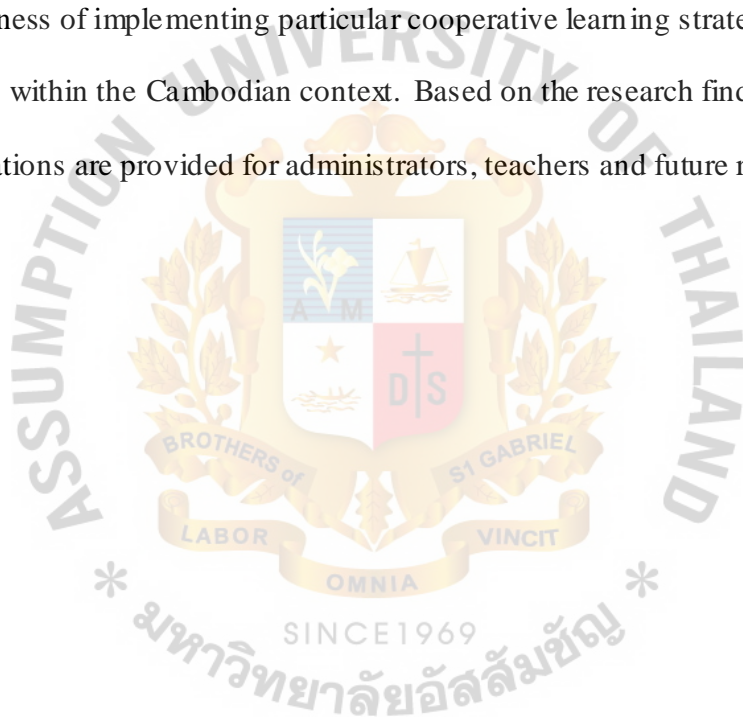 ness of implementing particular cooperative learning strate
within the Cambodian context. Based on the research find
ations are provided for administrators, teachers and future r
ASSUMPTION UNIVERSITY OF THAILAND
A M
D S
BROTHERS of ST GABRIEL
LABOR OMNIA VINCIT
SINCE1969
* มหาวิทยาลัยอัสสัมชัญ *